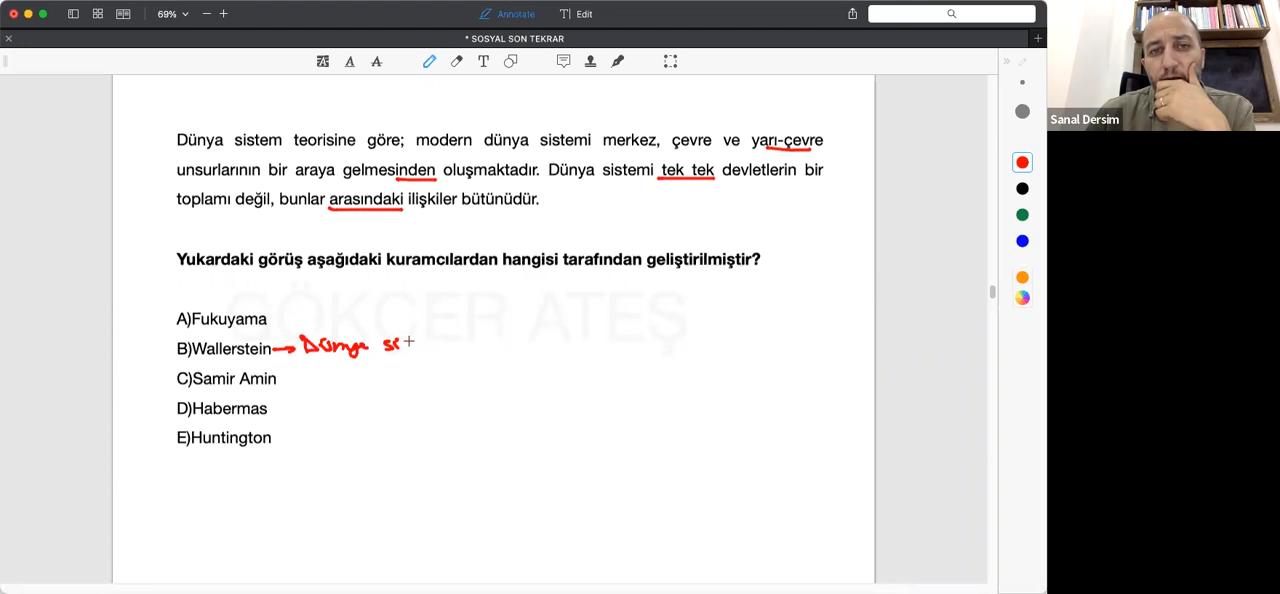 69%
Annotate
Edit
* SOSYAL SON TEKRAR
Sanal Dersim
Dünya sistem teorisine göre; modern dünya sistemi merkez, çevre ve yarı-çevre
unsurlarının bir araya gelmesinden oluşmaktadır. Dünya sistemi tek tek devletlerin bir
toplamı değil, bunlar arasındaki ilişkiler bütünüdür.
Yukardaki görüş aşağıdaki kuramcılardan hangisi tarafından geliştirilmiştir?
GÖKÇER ATEŞ
A)Fukuyama
B)Wallerstein → Dünya
C)Samir Amin
D)Habermas
E)Huntington